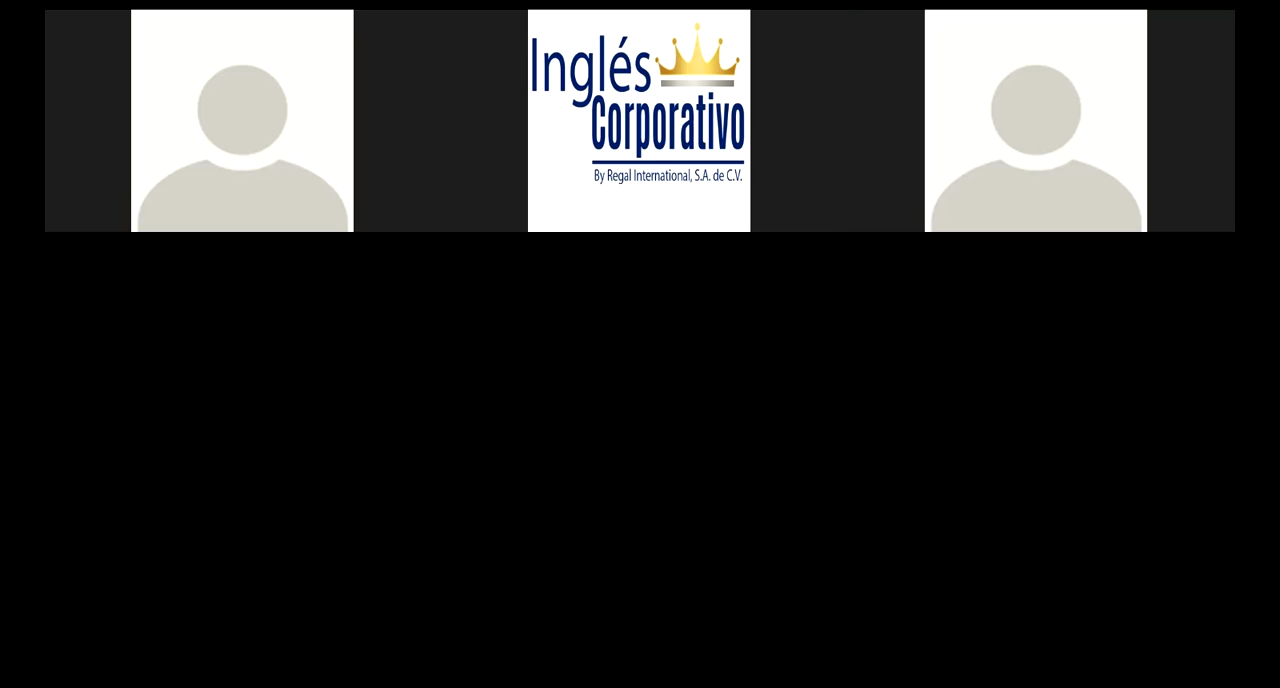 Inglés
Corporativo
By Regal International, S.A. de C.V.